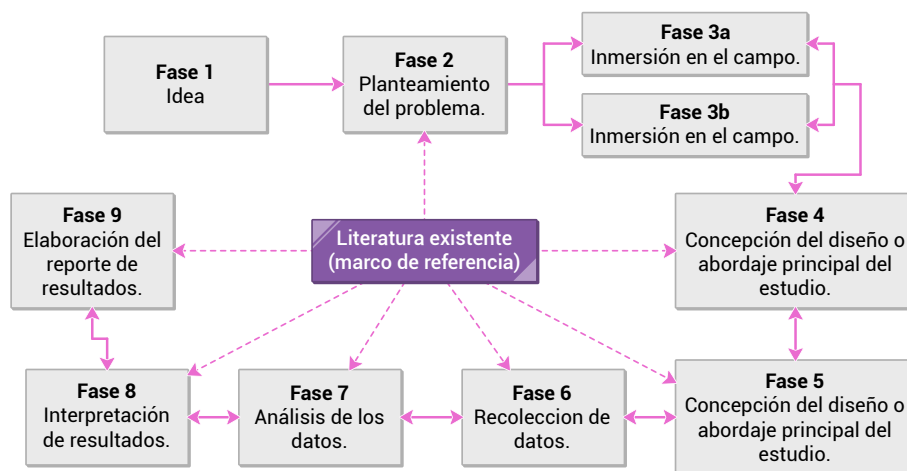 Fase 1
Idea
Fase 2
Planteamiento
del problema.
Fase 3a
Inmersión en el campo.
Fase 3b
Inmersión en el campo.
Fase 9
Elaboración del
reporte de
resultados.
Literatura existente
(marco de referencia)
Fase 4
Concepción del diseño o
abordaje principal del
estudio.
Fase 8
Interpretación
de resultados.
Fase 7
Análisis de los
datos.
Fase 6
Recoleccion de
datos.
Fase 5
Concepción del diseño o
abordaje principal del
estudio.